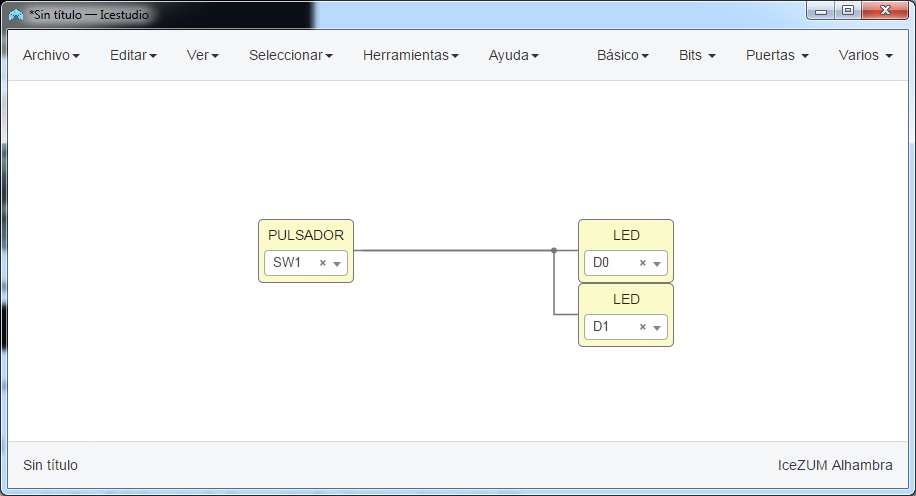 *Sin título — Icestudio
Archivo Editar Ver Seleccionar Herramientas Ayuda Básico Bits Puertas Varios
PULSADOR
SW1 ×
LED
D0 ×
LED
D1 ×
Sin título IceZUM Alhambra